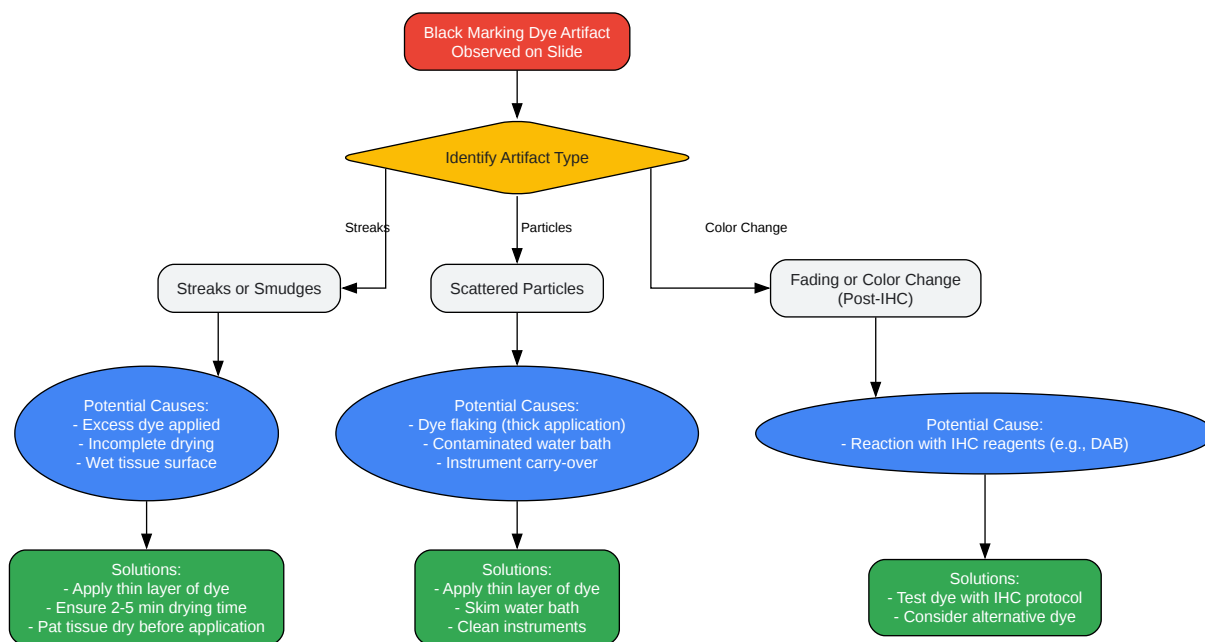 Black Marking Dye Artifact
Observed on Slide
Identify Artifact Type
Streaks
Particles
Color Change
Streaks or Smudges
Scattered Particles
Fading or Color Change
(Post-IHC)
Potential Causes:
- Excess dye applied
- Incomplete drying
- Wet tissue surface
Potential Causes:
- Dye flaking (thick application)
- Contaminated water bath
- Instrument carry-over
Potential Cause:
- Reaction with IHC reagents (e.g., DAB)
Solutions:
- Apply thin layer of dye
- Ensure 2-5 min drying time
- Pat tissue dry before application
Solutions:
- Apply thin layer of dye
- Skim water bath
- Clean instruments
Solutions:
- Test dye with IHC protocol
- Consider alternative dye